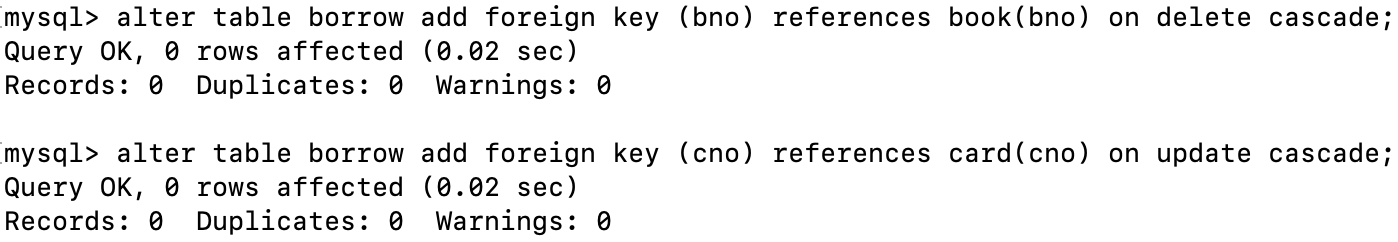 mysql> alter table borrow add foreign key (bno) references book(bno) on delete cascade;
Query OK, 0 rows affected (0.02 sec)
Records: 0  Duplicates: 0  Warnings: 0

mysql> alter table borrow add foreign key (cno) references card(cno) on update cascade;
Query OK, 0 rows affected (0.02 sec)
Records: 0  Duplicates: 0  Warnings: 0